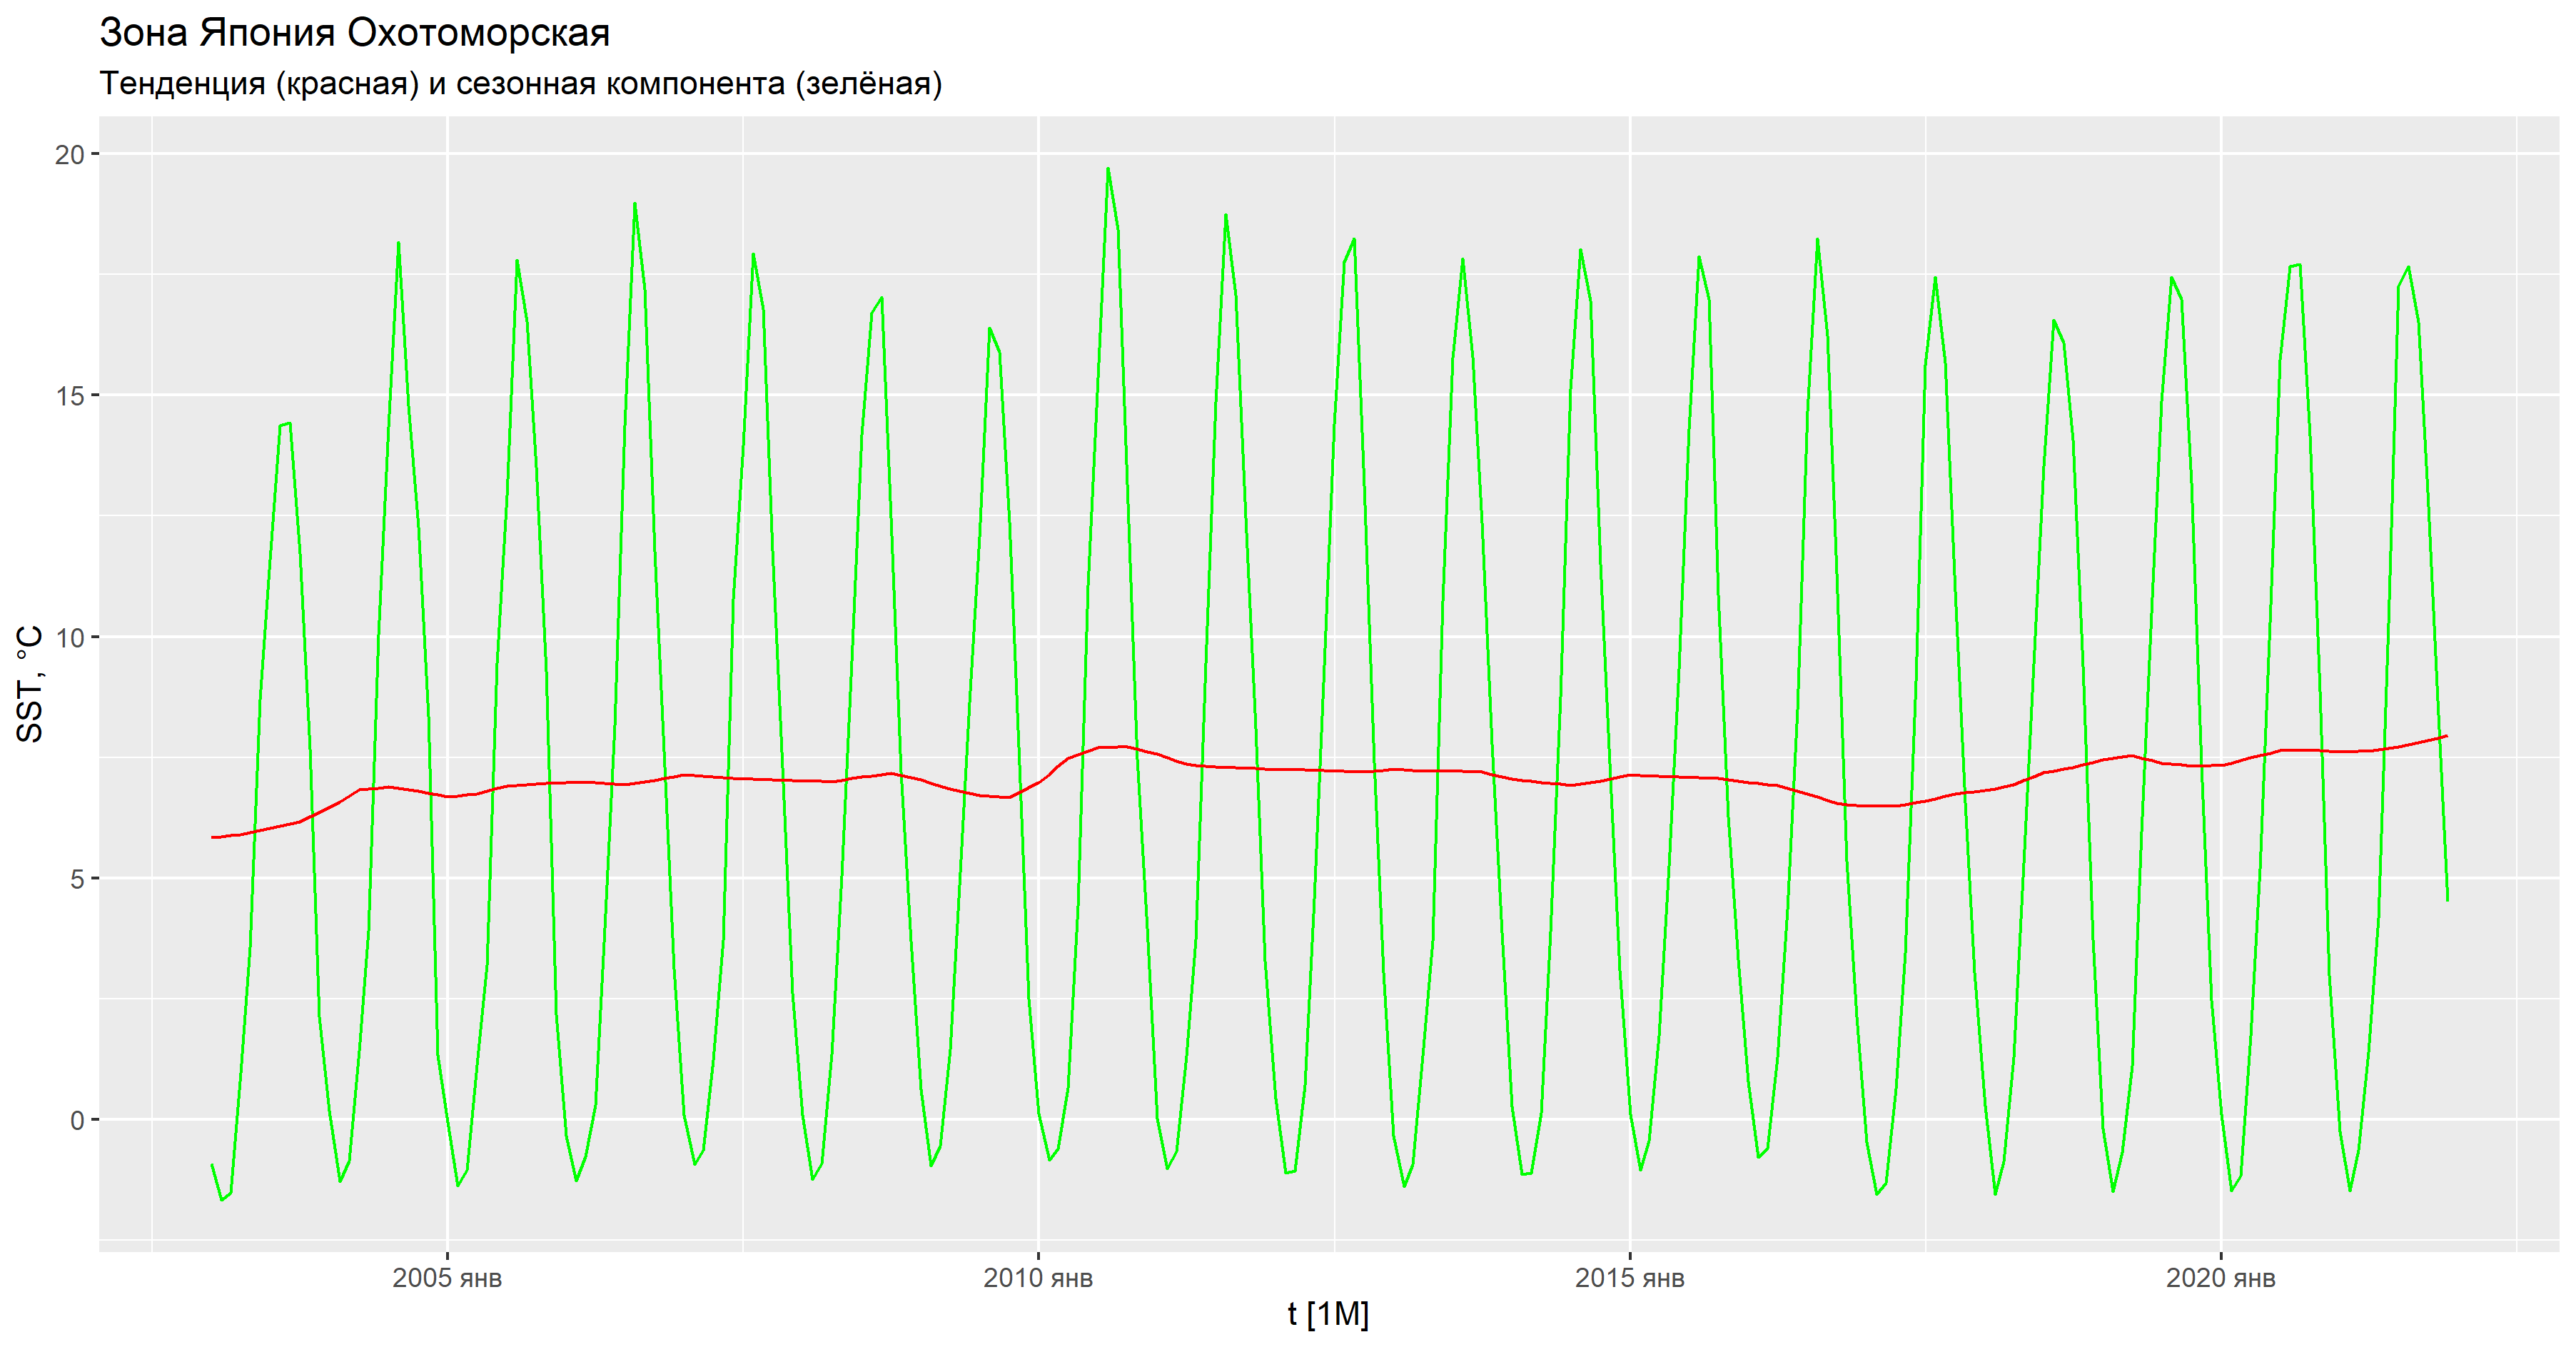 Зона Япония Охотоморская
Тенденция (красная) и сезонная компонента (зелёная)
SST, °C
20
15
10
5
0
2005 янв
2010 янв
2015 янв
2020 янв
t [1M]